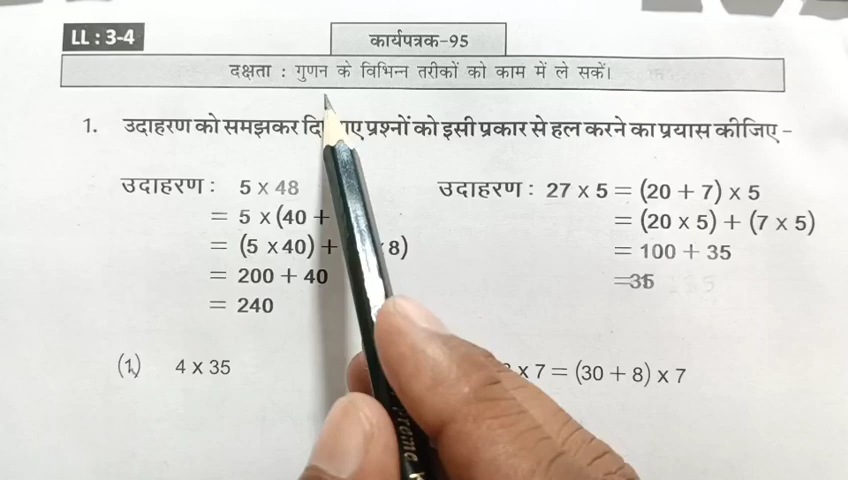 LL : 3-4
कार्यपत्रक-95
दक्षता : गुणन के विभिन्न तरीकों को काम में ले सकें।
1. उदाहरण को समझकर दि ए प्रश्नों को इसी प्रकार से हल करने का प्रयास कीजिए -
उदाहरण : 5 x 48
= 5 x (40 +
= (5 x 40) + x 8)
= 200 + 40
= 240
उदाहरण : 27 x 5 = (20 + 7) x 5
= (20 x 5) + (7 x 5)
= 100 + 35
(1) 4 x 35
x 7 = (30 + 8) x 7